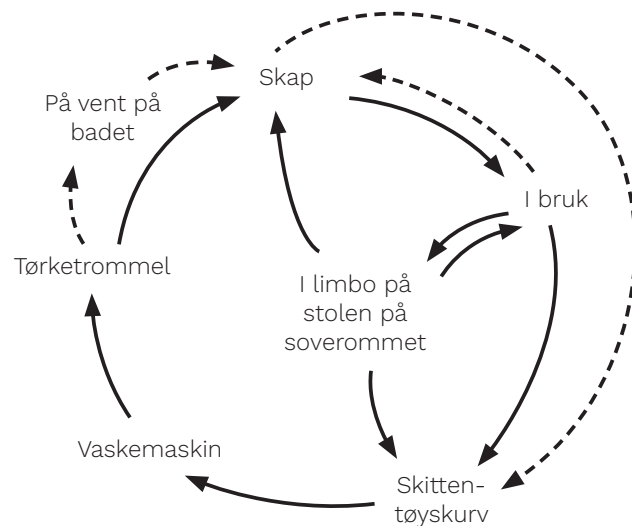 Skap
På vent på
badet
I bruk
Tørketrommel
I limbo på
stolen på
soverommet
Vaskemaskin
Skitten-
tøyskurv